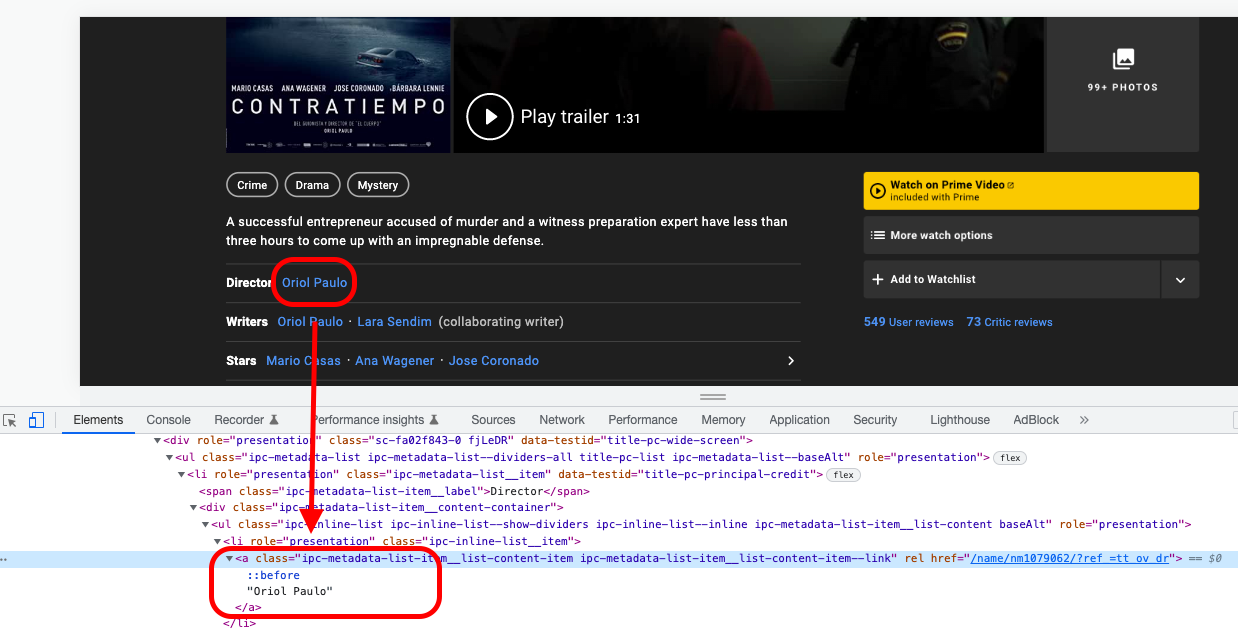 MARIO CASAS ANA WAGENER JOSE CORONADO BÁRBARA LENNIE
CONTRATIEMPO
DEL GUIONISTA Y DIRECTOR DE "EL CUERPO"
ORIOL PAULO
Play trailer 1:31
99+ PHOTOS
Crime Drama Mystery
Watch on Prime Video
included with Prime
A successful entrepreneur accused of murder and a witness preparation expert have less than
three hours to come up with an impregnable defense.
More watch options
Director Oriol Paulo
Add to Watchlist
Writers Oriol Paulo · Lara Sendim (collaborating writer)
549 User reviews 73 Critic reviews
Stars Mario Casas · Ana Wagener · Jose Coronado
Elements Console Recorder Performance insights Sources Network Performance Memory Application Security Lighthouse AdBlock »
▼<div role="presentation" class="sc-fa02f843-0 fjLeDR" data-testid="title-pc-wide-screen">
▼<ul class="ipc-metadata-list ipc-metadata-list--dividers-all title-pc-list ipc-metadata-list--baseAlt" role="presentation"> flex
▼<li role="presentation" class="ipc-metadata-list__item" data-testid="title-pc-principal-credit"> flex
<span class="ipc-metadata-list-item__label">Director</span>
▼<div class="ipc-metadata-list-item__content-container">
▼<ul class="ipc-inline-list ipc-inline-list--show-dividers ipc-inline-list--inline ipc-metadata-list-item__list-content baseAlt" role="presentation">
▼<li role="presentation" class="ipc-inline-list__item">
▼<a class="ipc-metadata-list-item__list-content-item ipc-metadata-list-item__list-content-item--link" rel href="/name/nm1079062/?ref_=tt_ov_dr"> == $0
::before
"Oriol Paulo"
</a>
</li>